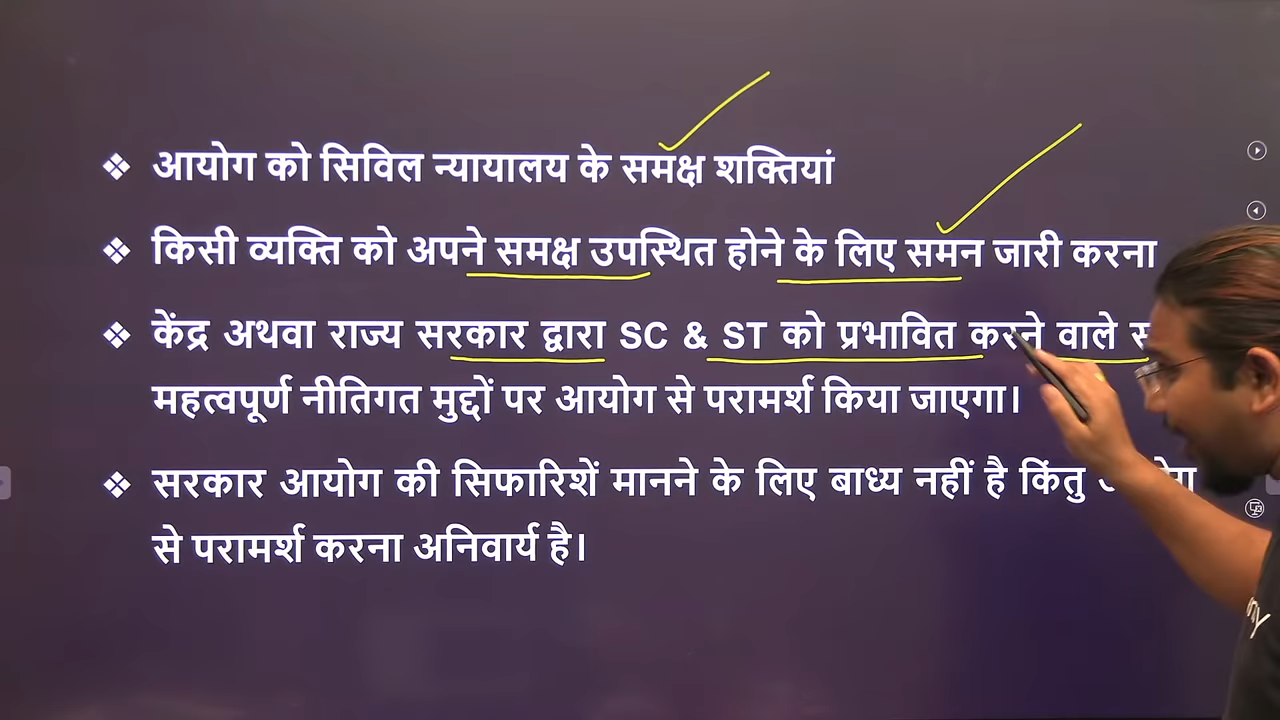 ❖ आयोग को सिविल न्यायालय के समक्ष शक्तियां
❖ किसी व्यक्ति को अपने समक्ष उपस्थित होने के लिए समन जारी करना
❖ केंद्र अथवा राज्य सरकार द्वारा SC & ST को प्रभावित करने वाले
महत्वपूर्ण नीतिगत मुद्दों पर आयोग से परामर्श किया जाएगा।
❖ सरकार आयोग की सिफारिशें मानने के लिए बाध्य नहीं है किंतु
से परामर्श करना अनिवार्य है।